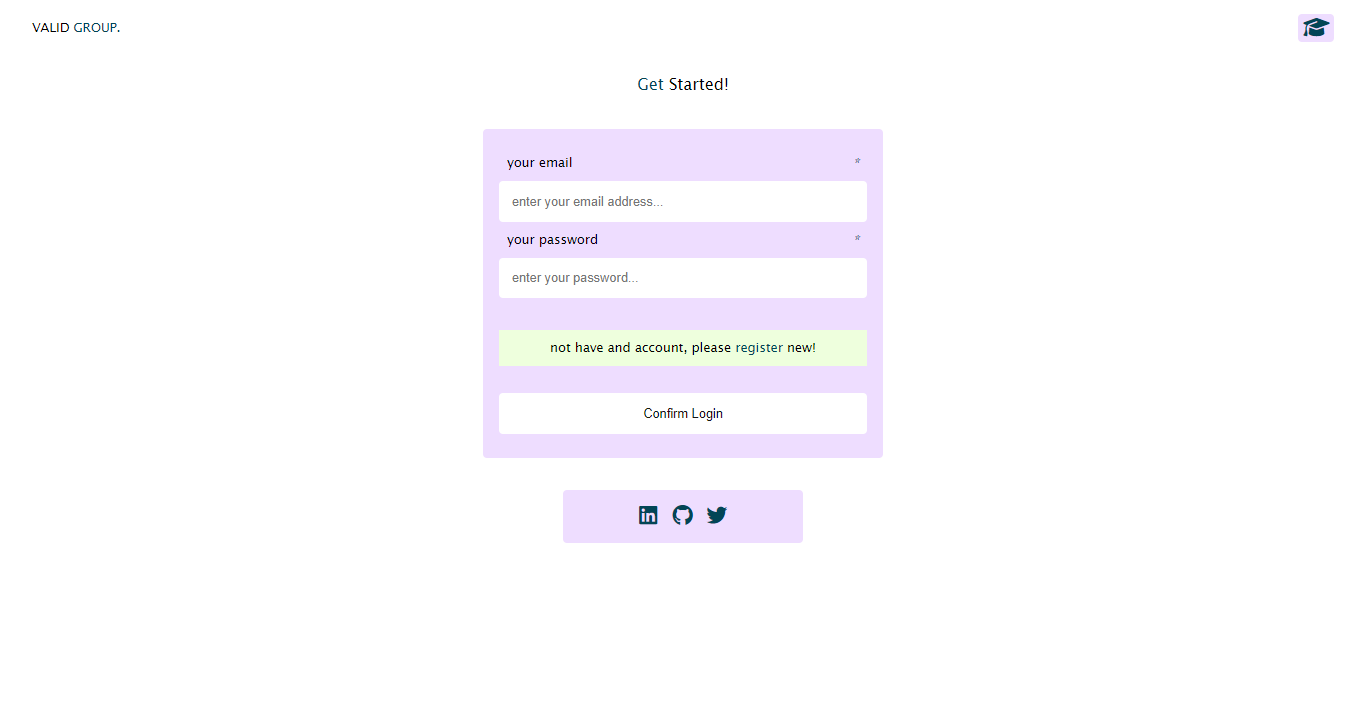 VALID GROUP.
Get Started!
your email *
enter your email address...
your password *
enter your password...
not have and account, please register new!
Confirm Login
in